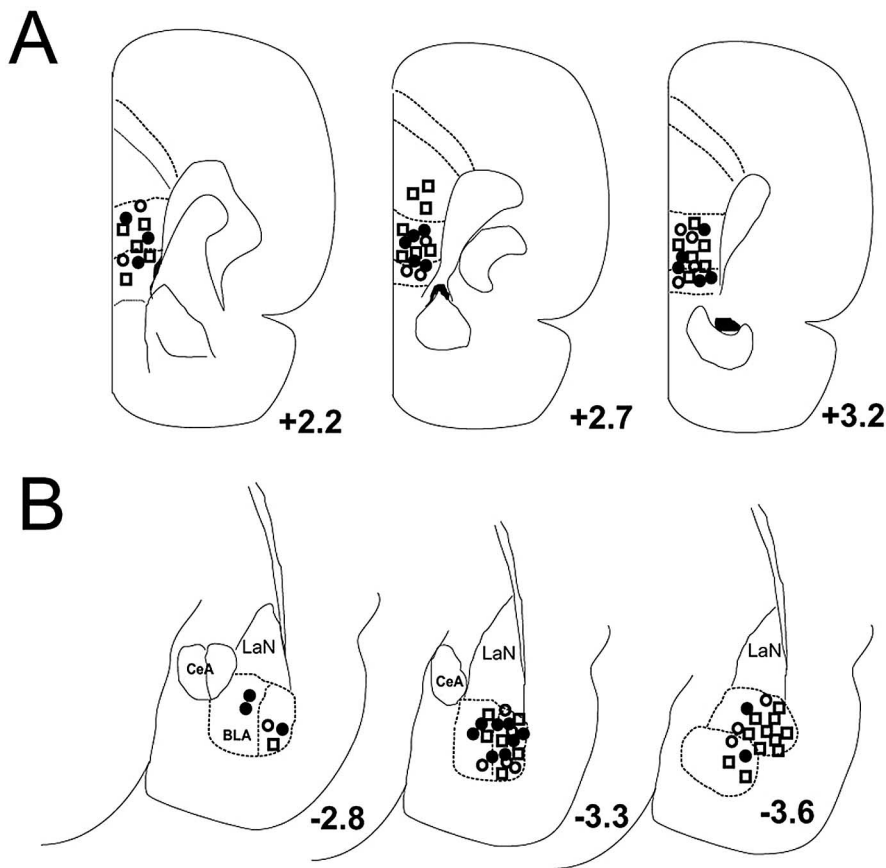 A
+2.2
+2.7
+3.2
B
LaN
CeA
BLA
-2.8
LaN
CeA
-3.3
LaN
-3.6